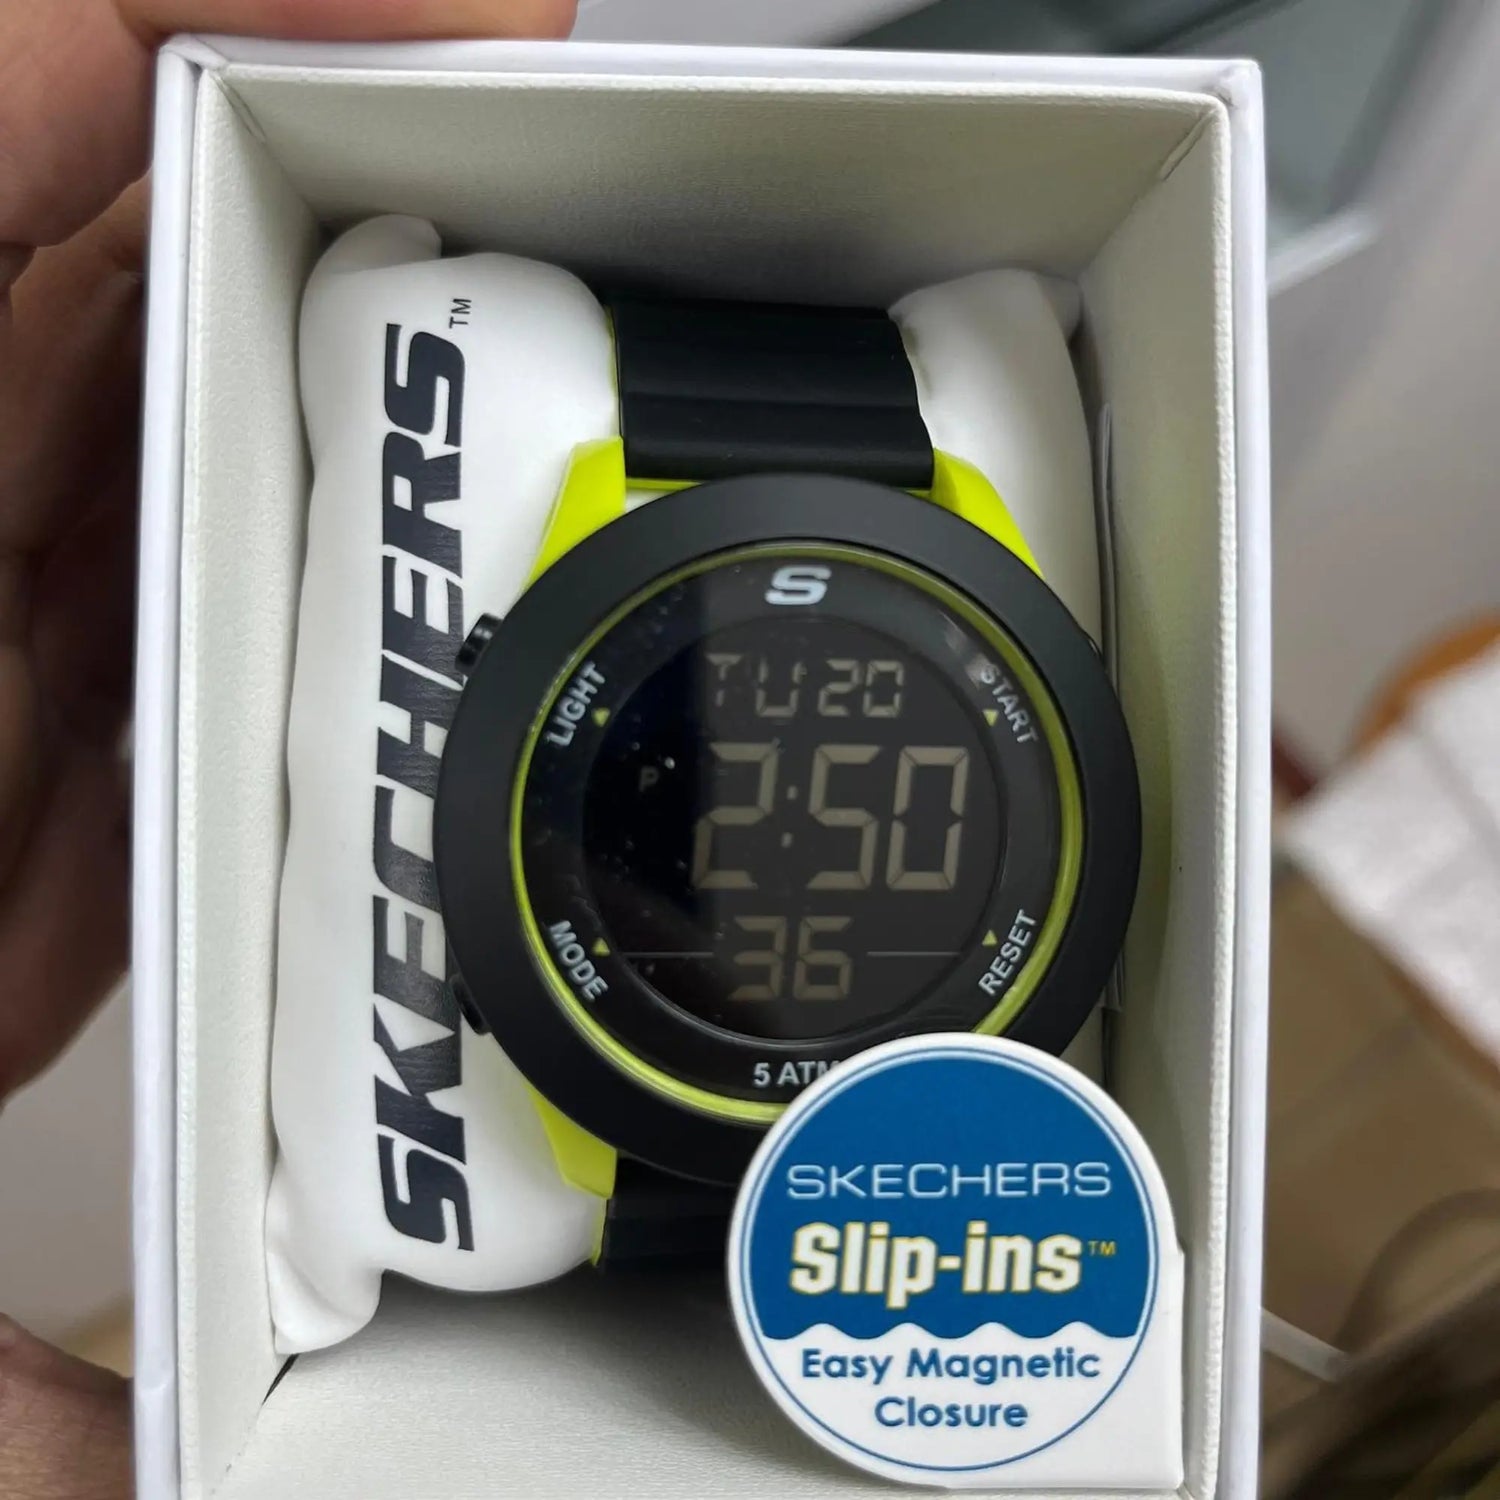 SKECHERS™
S
LIGHT
START
TU 20
P 2:50
36
MODE
RESET
5 ATM
SKECHERS
Slip-ins™
Easy Magnetic
Closure